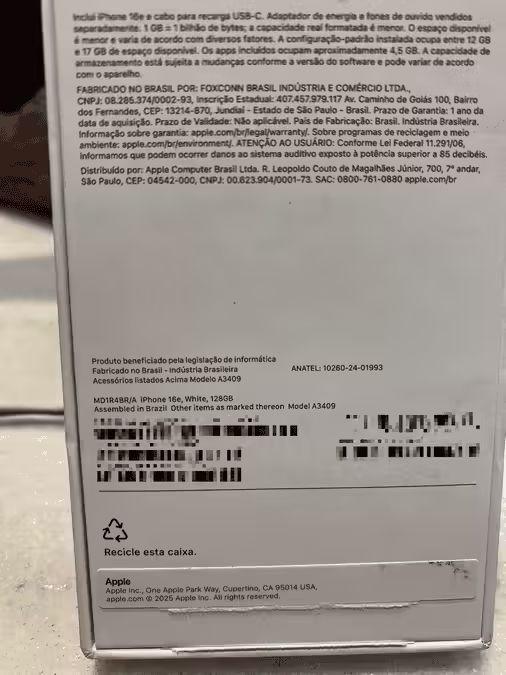 Inclui iPhone 16e e cabo para recarga USB-C. Adaptador de energia e fones de ouvido vendidos
separadamente. 1 GB = 1 bilhão de bytes; a capacidade real formatada é menor. O espaço disponível
é menor e varia de acordo com diversos fatores. A configuração-padrão instalada ocupa entre 12 GB
e 17 GB de espaço disponível. Os apps incluídos ocupam aproximadamente 4,5 GB. A capacidade de
armazenamento está sujeita a mudanças conforme a versão do software e pode variar de acordo
com o aparelho.
FABRICADO NO BRASIL POR: FOXCONN BRASIL INDÚSTRIA E COMÉRCIO LTDA.,
CNPJ: 08.285.374/0002-93, Inscrição Estadual: 407.457.979.117 Av. Caminho de Goiás 100, Bairro
dos Fernandes, CEP: 13214-870, Jundiaí - Estado de São Paulo - Brasil. Prazo de Garantia: 1 ano da
data de aquisição. Prazo de Validade: Não aplicável. País de Fabricação: Brasil. Indústria Brasileira.
Informação sobre garantia: apple.com/br/legal/warranty/. Sobre programas de reciclagem e meio
ambiente: apple.com/br/environment/. ATENÇÃO AO USUÁRIO: Conforme Lei Federal 11.291/06,
informamos que podem ocorrer danos ao sistema auditivo exposto à potência superior a 85 decibéis.
Distribuído por: Apple Computer Brasil Ltda. R. Leopoldo Couto de Magalhães Júnior, 700, 7º andar,
São Paulo, CEP: 04542-000, CNPJ: 00.623.904/0001-73. SAC: 0800-761-0880 apple.com/br
Produto beneficiado pela legislação de informática
Fabricado no Brasil - Indústria Brasileira
ANATEL: 10260-24-01993
Acessórios listados Acima Modelo A3409
MD1R4BR/A iPhone 16e, White, 128GB
Assembled in Brazil Other items as marked thereon Model A3409
Recicle esta caixa.
Apple
Apple Inc., One Apple Park Way, Cupertino, CA 95014 USA,
apple.com © 2025 Apple Inc. All rights reserved.